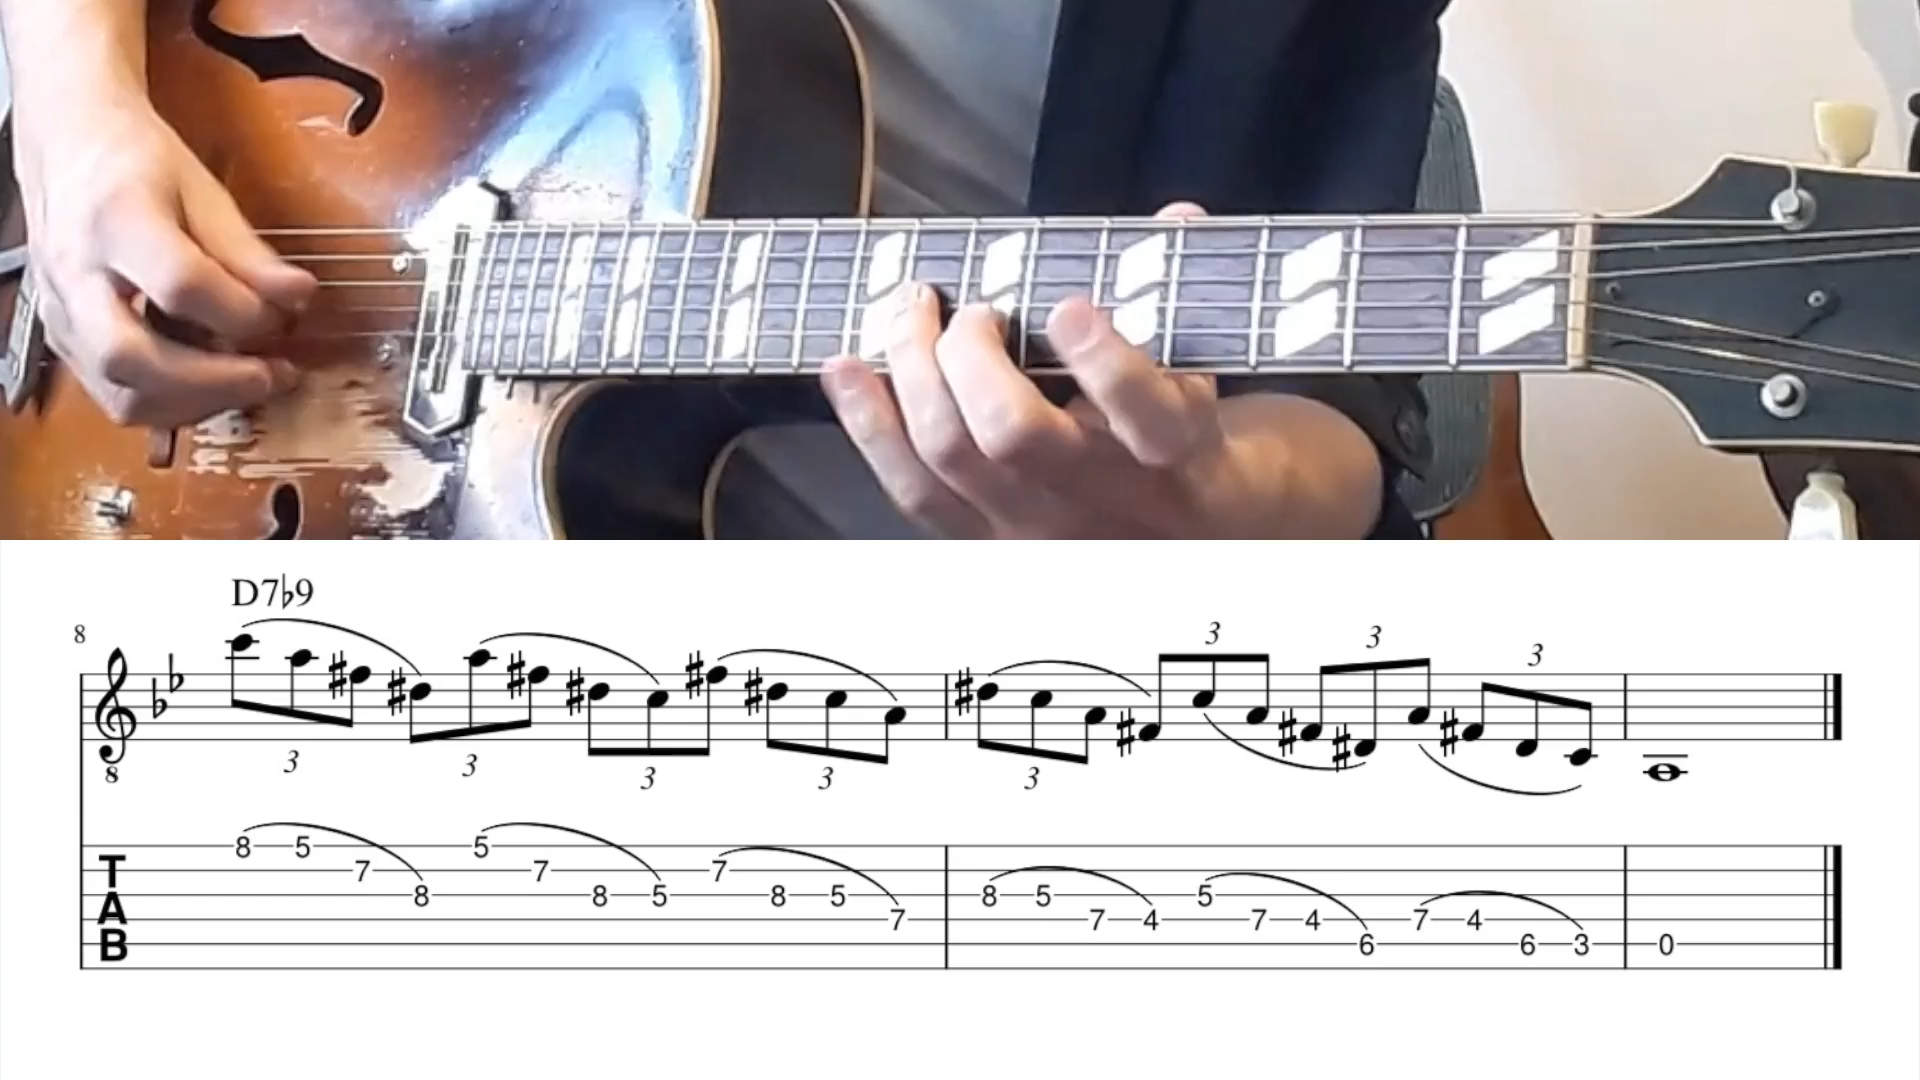 D7♭9
8
3 3 3
3 3 3 3 3
8
8 5 5
T 7 7 7
8 8 5 8 5 8 5 5
A 7 7 4 7 4 7 4
B 6 6 3 0